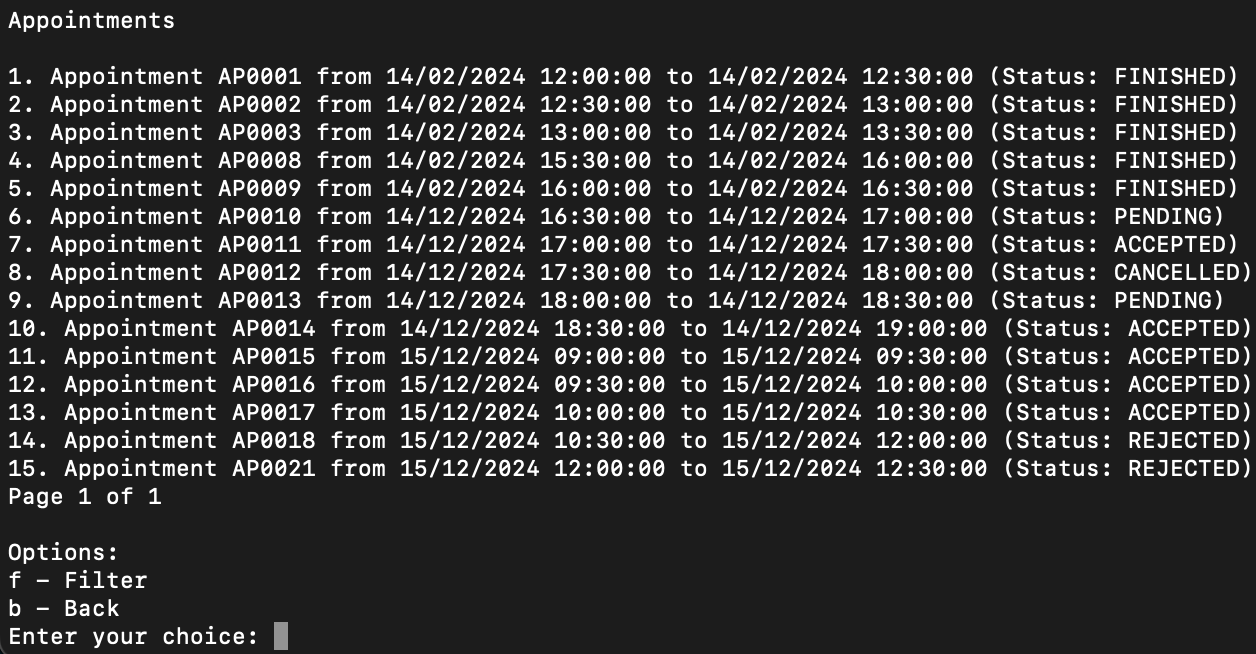 Appointments
1. Appointment AP0001 from 14/02/2024 12:00:00 to 14/02/2024 12:30:00 (Status: FINISHED)
2. Appointment AP0002 from 14/02/2024 12:30:00 to 14/02/2024 13:00:00 (Status: FINISHED)
3. Appointment AP0003 from 14/02/2024 13:00:00 to 14/02/2024 13:30:00 (Status: FINISHED)
4. Appointment AP0008 from 14/02/2024 15:30:00 to 14/02/2024 16:00:00 (Status: FINISHED)
5. Appointment AP0009 from 14/02/2024 16:00:00 to 14/02/2024 16:30:00 (Status: FINISHED)
6. Appointment AP0010 from 14/12/2024 16:30:00 to 14/12/2024 17:00:00 (Status: PENDING)
7. Appointment AP0011 from 14/12/2024 17:00:00 to 14/12/2024 17:30:00 (Status: ACCEPTED)
8. Appointment AP0012 from 14/12/2024 17:30:00 to 14/12/2024 18:00:00 (Status: CANCELLED)
9. Appointment AP0013 from 14/12/2024 18:00:00 to 14/12/2024 18:30:00 (Status: PENDING)
10. Appointment AP0014 from 14/12/2024 18:30:00 to 14/12/2024 19:00:00 (Status: ACCEPTED)
11. Appointment AP0015 from 15/12/2024 09:00:00 to 15/12/2024 09:30:00 (Status: ACCEPTED)
12. Appointment AP0016 from 15/12/2024 09:30:00 to 15/12/2024 10:00:00 (Status: ACCEPTED)
13. Appointment AP0017 from 15/12/2024 10:00:00 to 15/12/2024 10:30:00 (Status: ACCEPTED)
14. Appointment AP0018 from 15/12/2024 10:30:00 to 15/12/2024 12:00:00 (Status: REJECTED)
15. Appointment AP0021 from 15/12/2024 12:00:00 to 15/12/2024 12:30:00 (Status: REJECTED)
Page 1 of 1
Options:
f – Filter
b – Back
Enter your choice: